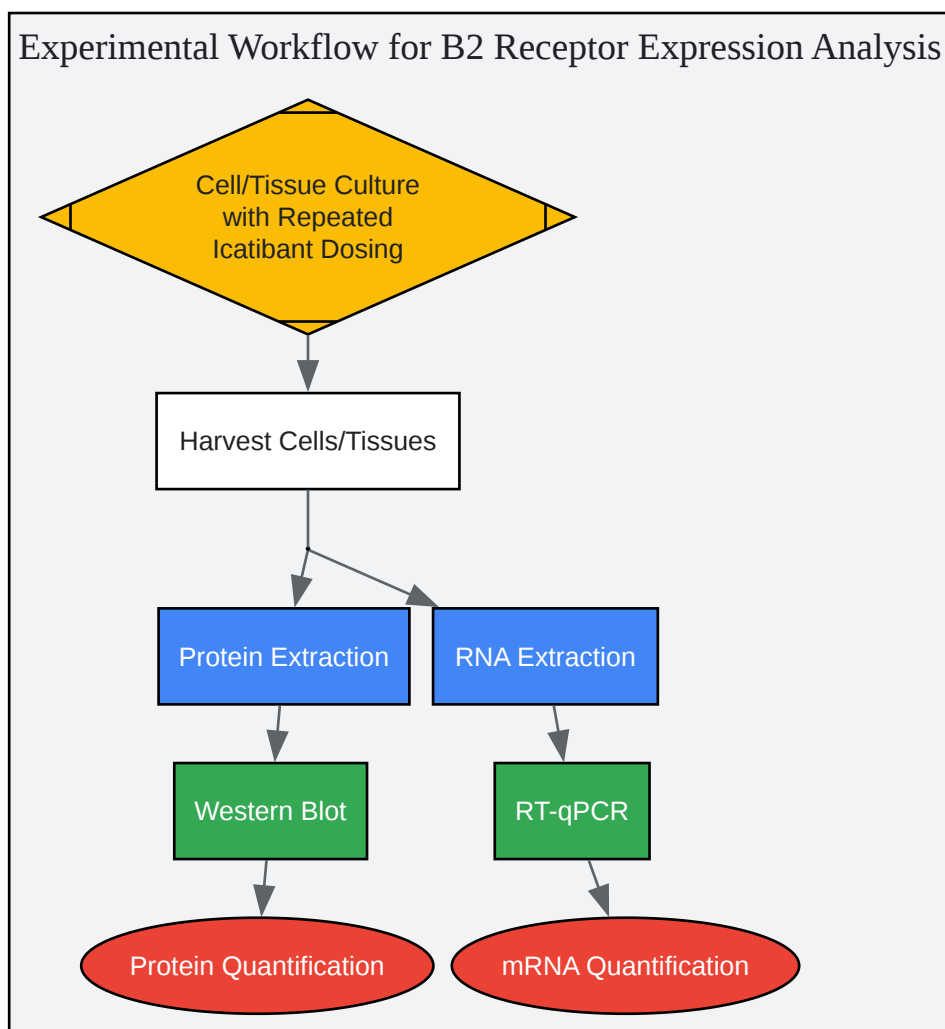 Experimental Workflow for B2 Receptor Expression Analysis
Cell/Tissue Culture
with Repeated
Icatibant Dosing
Harvest Cells/Tissues
Protein Extraction
RNA Extraction
Western Blot
RT-qPCR
Protein Quantification
mRNA Quantification